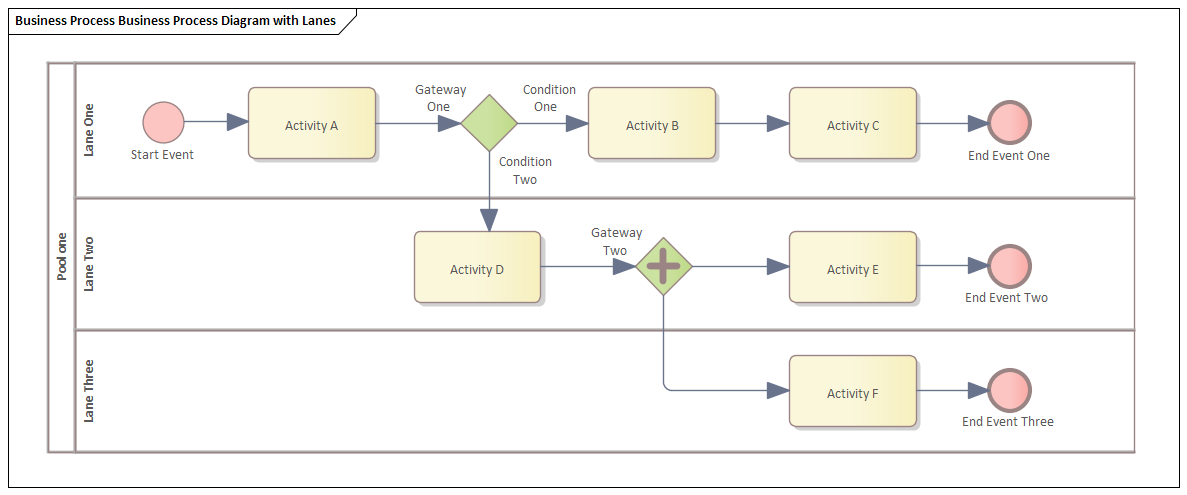 Business Process Business Process Diagram with Lanes
Pool one
Lane One
Start Event
Activity A
Gateway
One
Condition
One
Condition
Two
Activity B
Activity C
End Event One
Lane Two
Activity D
Gateway
Two
Activity E
End Event Two
Lane Three
Activity F
End Event Three